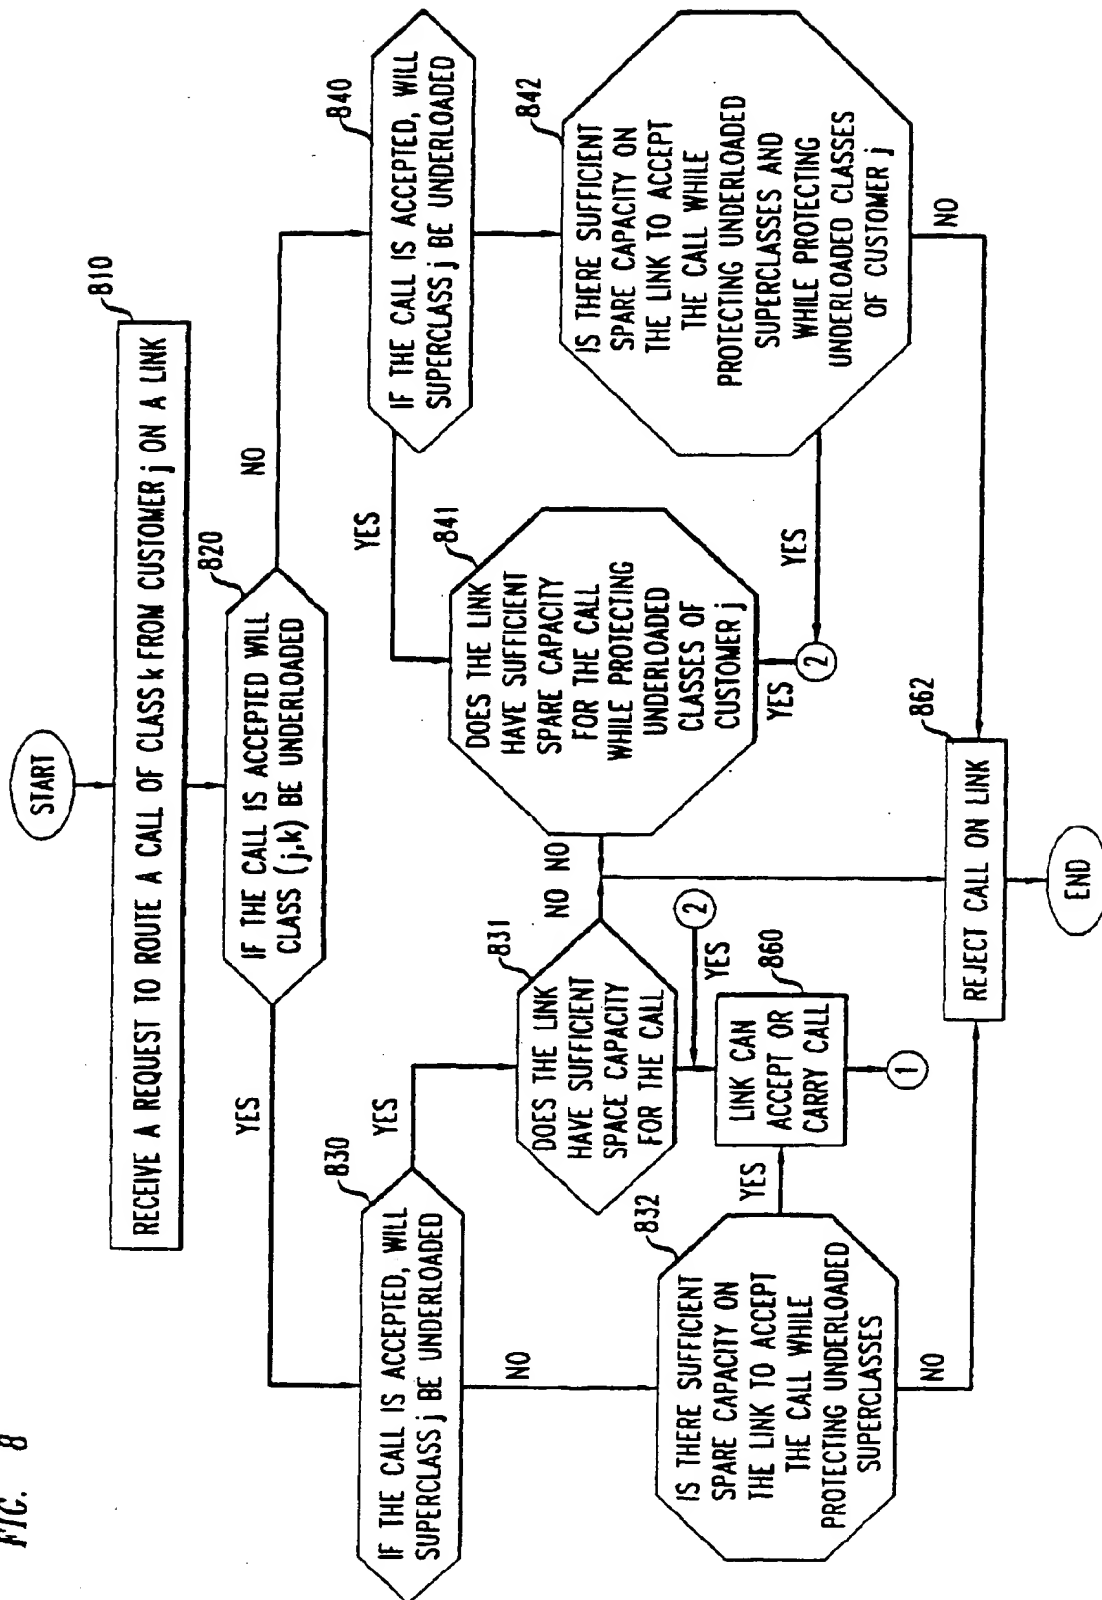 FIG. 8
START
810
RECEIVE A REQUEST TO ROUTE A CALL OF CLASS k FROM CUSTOMER j ON A LINK
820
IF THE CALL IS ACCEPTED WILL
CLASS (j,k) BE UNDERLOADED
YES
NO
830
IF THE CALL IS ACCEPTED, WILL
SUPERCLASS j BE UNDERLOADED
YES
NO
840
IF THE CALL IS ACCEPTED, WILL
SUPERCLASS j BE UNDERLOADED
YES
831
DOES THE LINK
HAVE SUFFICIENT
SPACE CAPACITY
FOR THE CALL
NO
NO
841
DOES THE LINK
HAVE SUFFICIENT
SPARE CAPACITY
FOR THE CALL
WHILE PROTECTING
UNDERLOADED
CLASSES OF
CUSTOMER j
YES
842
IS THERE SUFFICIENT
SPARE CAPACITY ON
THE LINK TO ACCEPT
THE CALL WHILE
PROTECTING UNDERLOADED
SUPERCLASSES AND
WHILE PROTECTING
UNDERLOADED CLASSES
OF CUSTOMER j
YES
2
NO
832
IS THERE SUFFICIENT
SPARE CAPACITY ON
THE LINK TO ACCEPT
THE CALL WHILE
PROTECTING UNDERLOADED
SUPERCLASSES
YES
NO
2
YES
860
LINK CAN
ACCEPT OR
CARRY CALL
1
862
REJECT CALL ON LINK
END